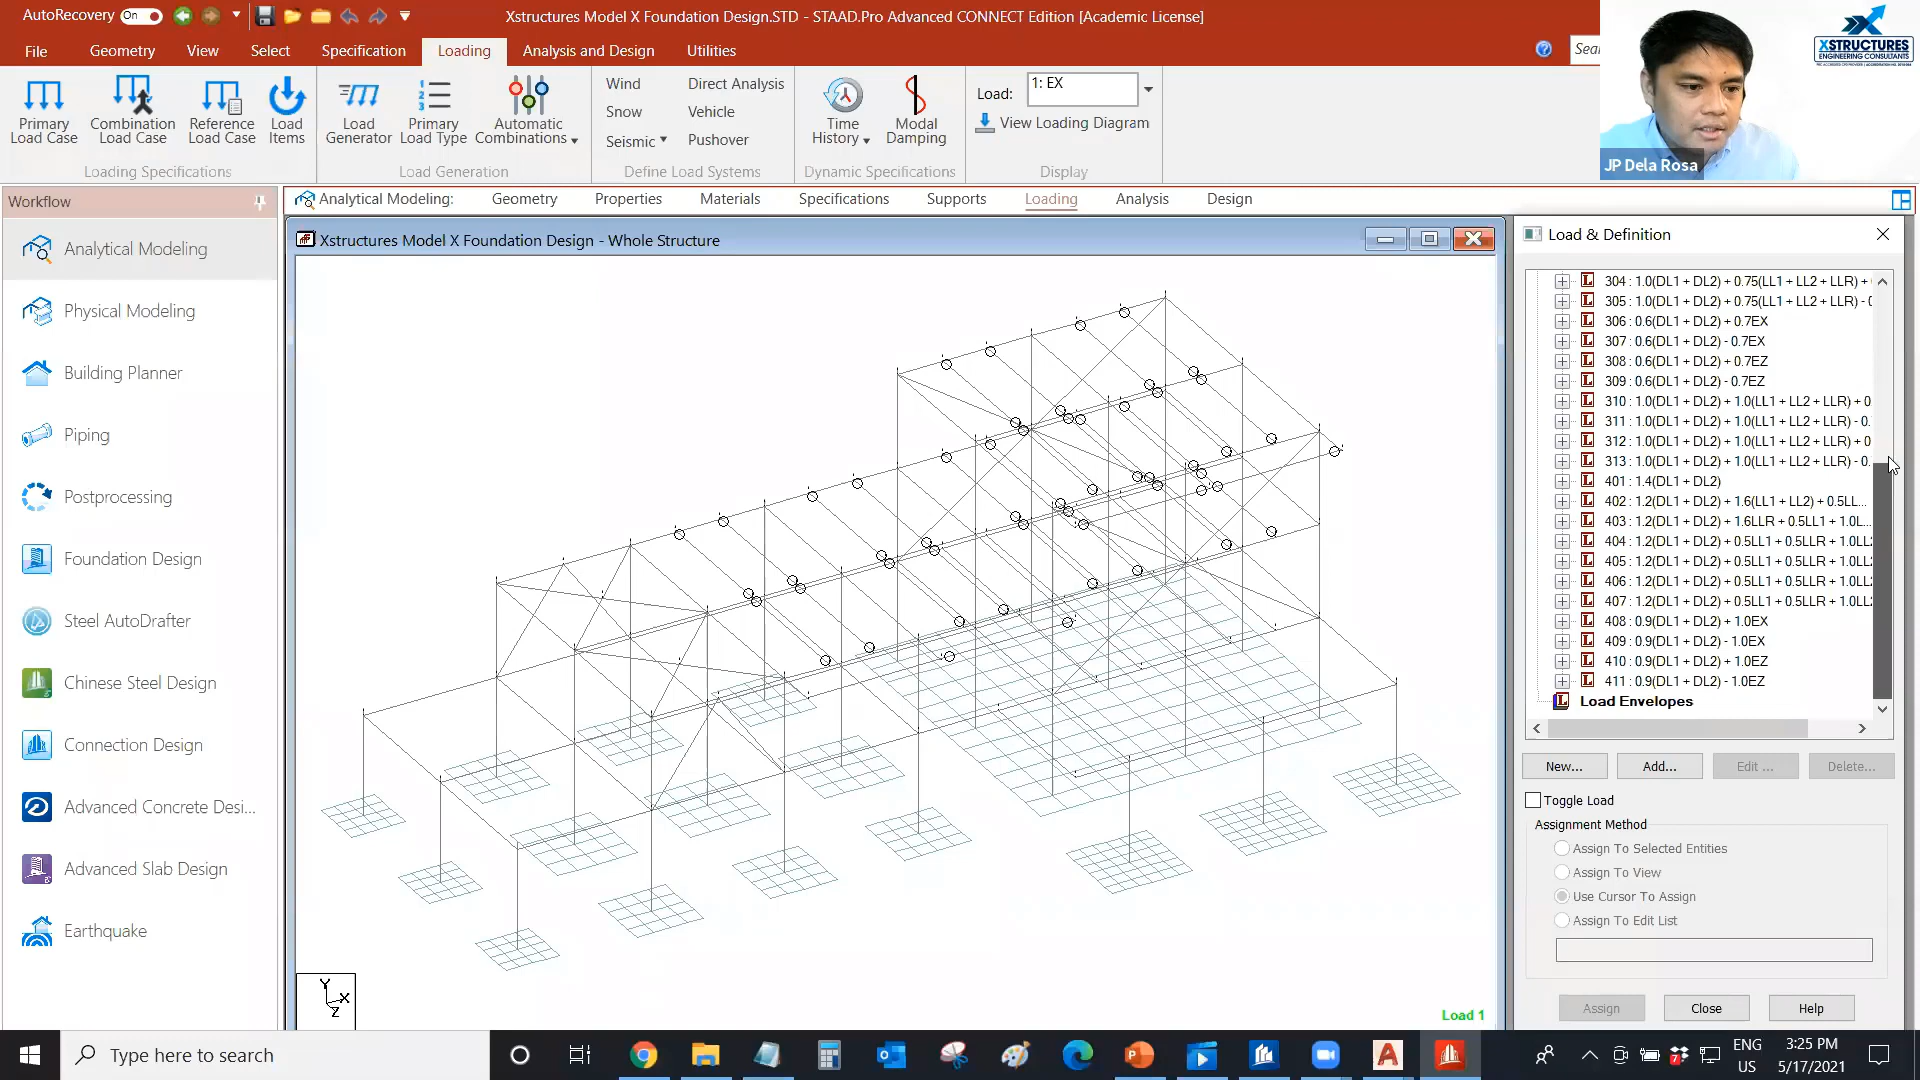 AutoRecovery On
Xstructures Model X Foundation Design.STD - STAAD.Pro Advanced CONNECT Edition [Academic License]
File
Geometry
View
Select
Specification
Loading
Analysis and Design
Utilities
Sea
Primary Load Case
Combination Load Case
Reference Load Case
Load Items
Loading Specifications
Load Generator
Primary Load Type
Automatic Combinations
Load Generation
Wind
Snow
Seismic
Direct Analysis
Vehicle
Pushover
Define Load Systems
Time History
Modal Damping
Dynamic Specifications
Load: 1: EX
View Loading Diagram
Display
XSTRUCTURES
ENGINEERING CONSULTANTS
JP Dela Rosa
Workflow
Analytical Modeling
Physical Modeling
Building Planner
Piping
Postprocessing
Foundation Design
Steel AutoDrafter
Chinese Steel Design
Connection Design
Advanced Concrete Desi...
Advanced Slab Design
Earthquake
Analytical Modeling:
Geometry
Properties
Materials
Specifications
Supports
Loading
Analysis
Design
Xstructures Model X Foundation Design - Whole Structure
Y
X
Z
Load 1
Load & Definition
304 : 1.0(DL1 + DL2) + 0.75(LL1 + LL2 + LLR) +
305 : 1.0(DL1 + DL2) + 0.75(LL1 + LL2 + LLR) - 0
306 : 0.6(DL1 + DL2) + 0.7EX
307 : 0.6(DL1 + DL2) - 0.7EX
308 : 0.6(DL1 + DL2) + 0.7EZ
309 : 0.6(DL1 + DL2) - 0.7EZ
310 : 1.0(DL1 + DL2) + 1.0(LL1 + LL2 + LLR) + 0
311 : 1.0(DL1 + DL2) + 1.0(LL1 + LL2 + LLR) - 0.
312 : 1.0(DL1 + DL2) + 1.0(LL1 + LL2 + LLR) + 0
313 : 1.0(DL1 + DL2) + 1.0(LL1 + LL2 + LLR) - 0.
401 : 1.4(DL1 + DL2)
402 : 1.2(DL1 + DL2) + 1.6(LL1 + LL2) + 0.5LL...
403 : 1.2(DL1 + DL2) + 1.6LLR + 0.5LL1 + 1.0L...
404 : 1.2(DL1 + DL2) + 0.5LL1 + 0.5LLR + 1.0LL2
405 : 1.2(DL1 + DL2) + 0.5LL1 + 0.5LLR + 1.0LL2
406 : 1.2(DL1 + DL2) + 0.5LL1 + 0.5LLR + 1.0LL2
407 : 1.2(DL1 + DL2) + 0.5LL1 + 0.5LLR + 1.0LL2
408 : 0.9(DL1 + DL2) + 1.0EX
409 : 0.9(DL1 + DL2) - 1.0EX
410 : 0.9(DL1 + DL2) + 1.0EZ
411 : 0.9(DL1 + DL2) - 1.0EZ
Load Envelopes
New...
Add...
Edit ...
Delete...
Toggle Load
Assignment Method
Assign To Selected Entities
Assign To View
Use Cursor To Assign
Assign To Edit List
Assign
Close
Help
Type here to search
ENG
US
3:25 PM
5/17/2021